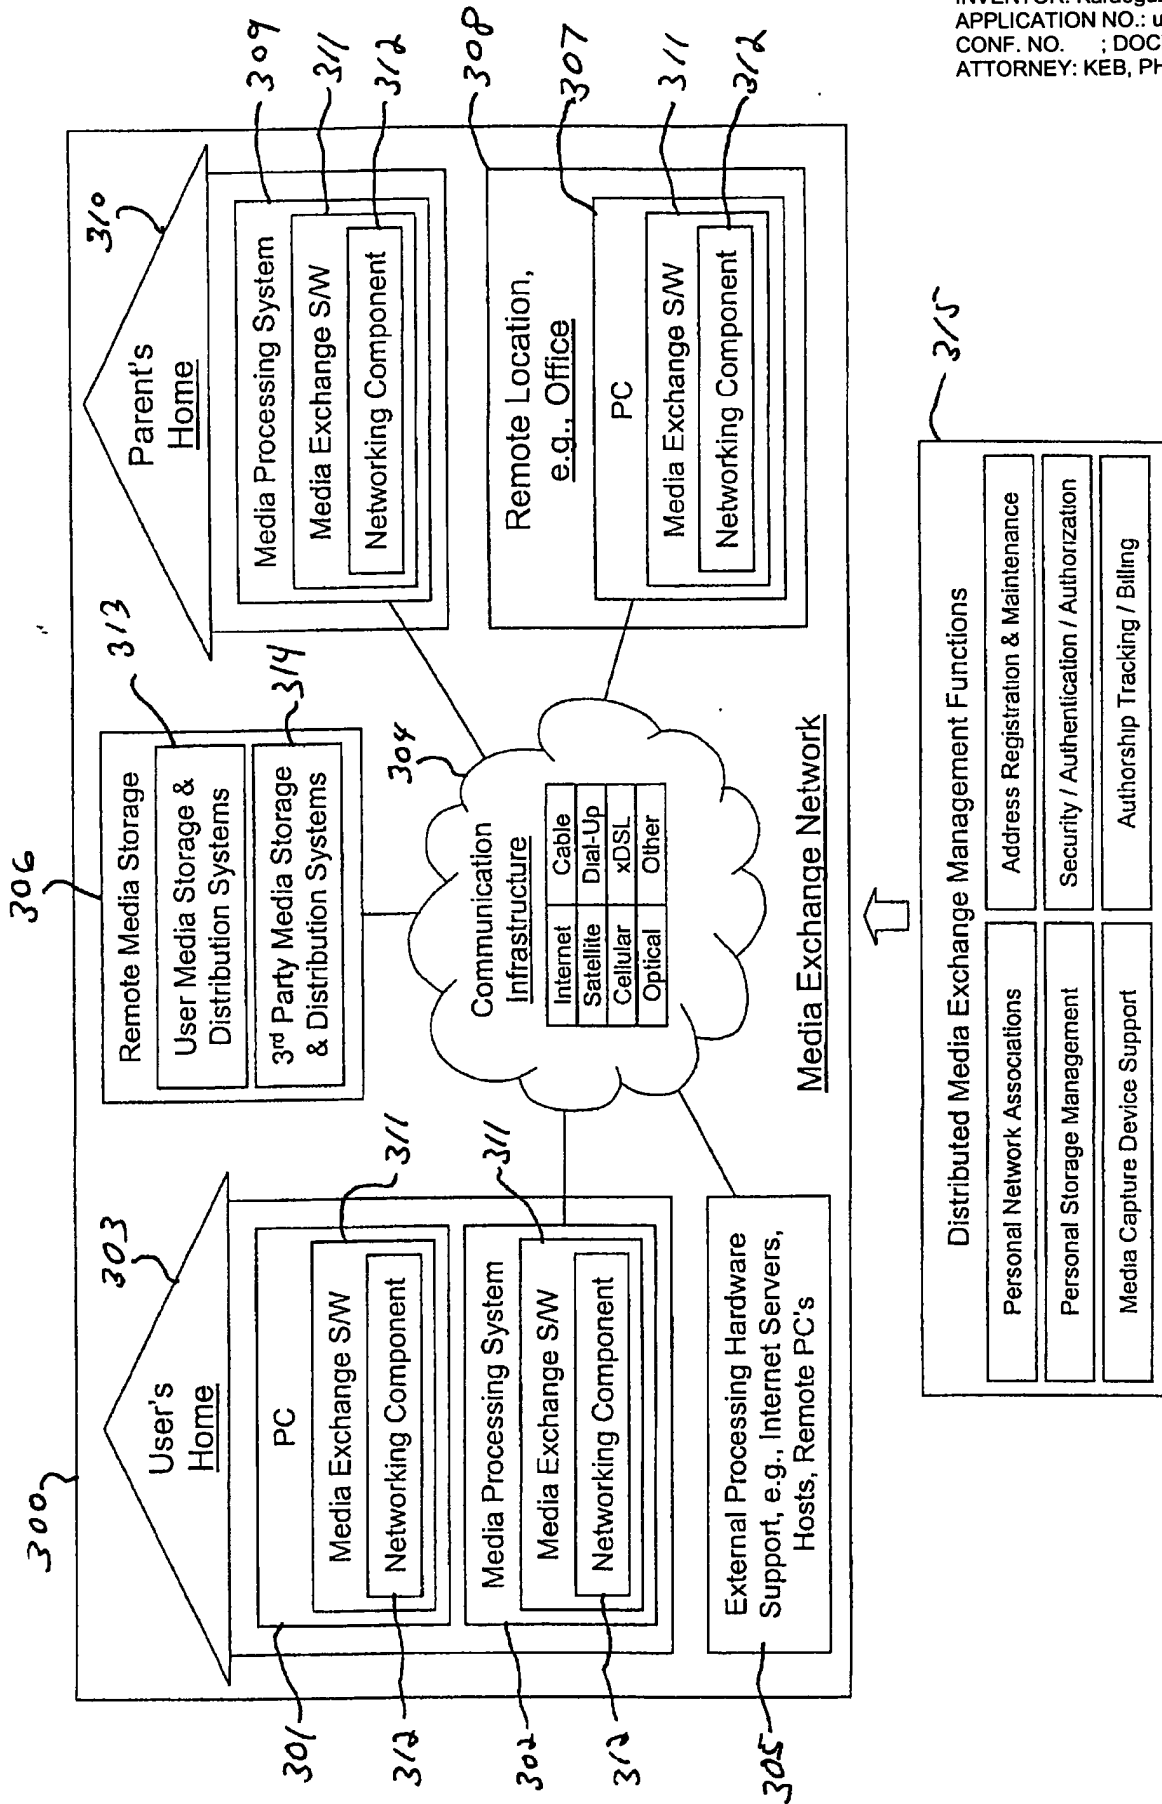 INVENTOR:
APPLICATION NO.: u
CONF. NO. ; DOC
ATTORNEY: KEB, PH
300
User's
Home
303
PC
Media Exchange S/W
Networking Component
311
301
312
Media Processing System
Media Exchange S/W
Networking Component
311
302
312
External Processing Hardware
Support, e.g., Internet Servers,
Hosts, Remote PC's
305
306
Remote Media Storage
User Media Storage &
Distribution Systems
313
3rd Party Media Storage
& Distribution Systems
314
304
Communication
Infrastructure
Internet Cable
Satellite Dial-Up
Cellular xDSL
Optical Other
Media Exchange Network
Parent's
Home
310
Media Processing System
Media Exchange S/W
Networking Component
309
311
312
Remote Location,
e.g., Office
308
PC
Media Exchange S/W
Networking Component
307
311
312
315
Distributed Media Exchange Management Functions
Personal Network Associations
Address Registration & Maintenance
Personal Storage Management
Security / Authentication / Authorization
Media Capture Device Support
Authorship Tracking / Billing